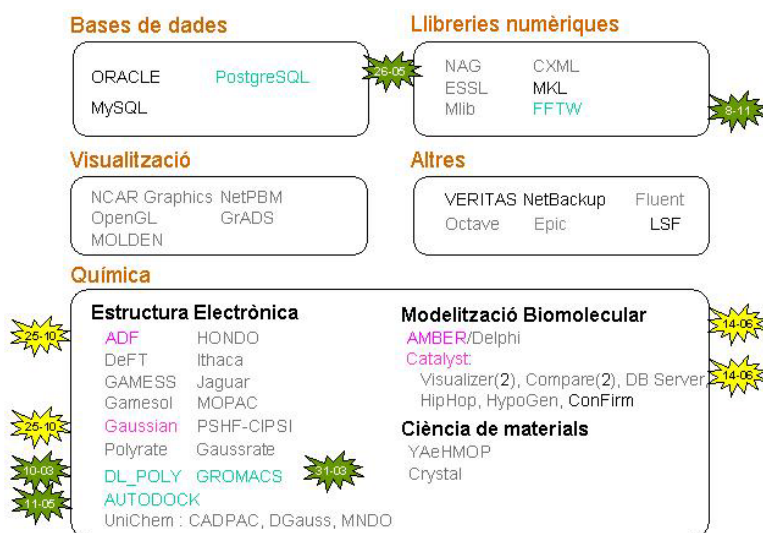 Bases de dades
ORACLE PostgreSQL
MySQL
26-05
Llibreries numèriques
NAG CXML
ESSL MKL
Mlib FFTW
8-11
Visualització
NCAR Graphics NetPBM
OpenGL GrADS
MOLDEN
Altres
VERITAS NetBackup Fluent
Octave Epic LSF
Química
Estructura Electrònica
25-10 ADF HONDO
DeFT Ithaca
GAMESS Jaguar
Gamesol MOPAC
25-10 Gaussian PSHF-CIPSI
Polyrate Gaussrate
10-03 DL_POLY GROMACS 31-03
11-05 AUTODOCK
UniChem : CADPAC, DGauss, MNDO
Modelització Biomolecular
AMBER/Delphi 14-06
Catalyst:
Visualizer(2), Compare(2), DB Server, 14-06
HipHop, HypoGen, ConFirm
Ciència de materials
YAeHMOP
Crystal